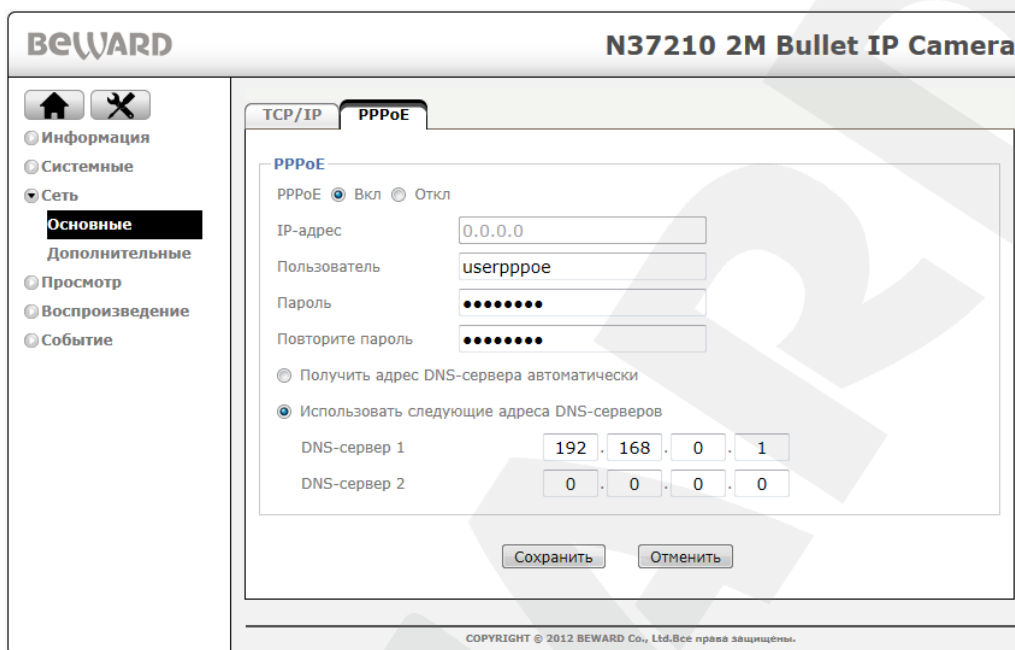 BEWARD
N37210 2M Bullet IP Camera
Информация
Системные
Сеть
Основные
Дополнительные
Просмотр
Воспроизведение
Событие
TCP/IP PPPoE
PPPoE
PPPoE Вкл Откл
IP-адрес 0.0.0.0
Пользователь userpppoe
Пароль ●●●●●●●●
Повторите пароль ●●●●●●●●
Получить адрес DNS-сервера автоматически
Использовать следующие адреса DNS-серверов
DNS-сервер 1 192 . 168 . 0 . 1
DNS-сервер 2 0 . 0 . 0 . 0
Сохранить Отменить
COPYRIGHT © 2012 BEWARD Co., Ltd.Все права защищены.